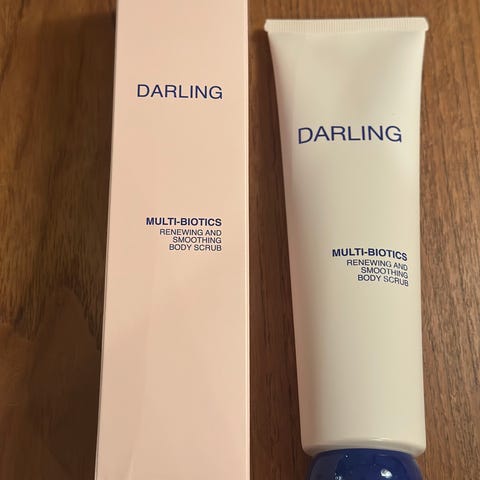 DARLING
MULTI-BIOTICS
RENEWING AND
SMOOTHING
BODY SCRUB
DARLING
MULTI-BIOTICS
RENEWING AND
SMOOTHING
BODY SCRUB